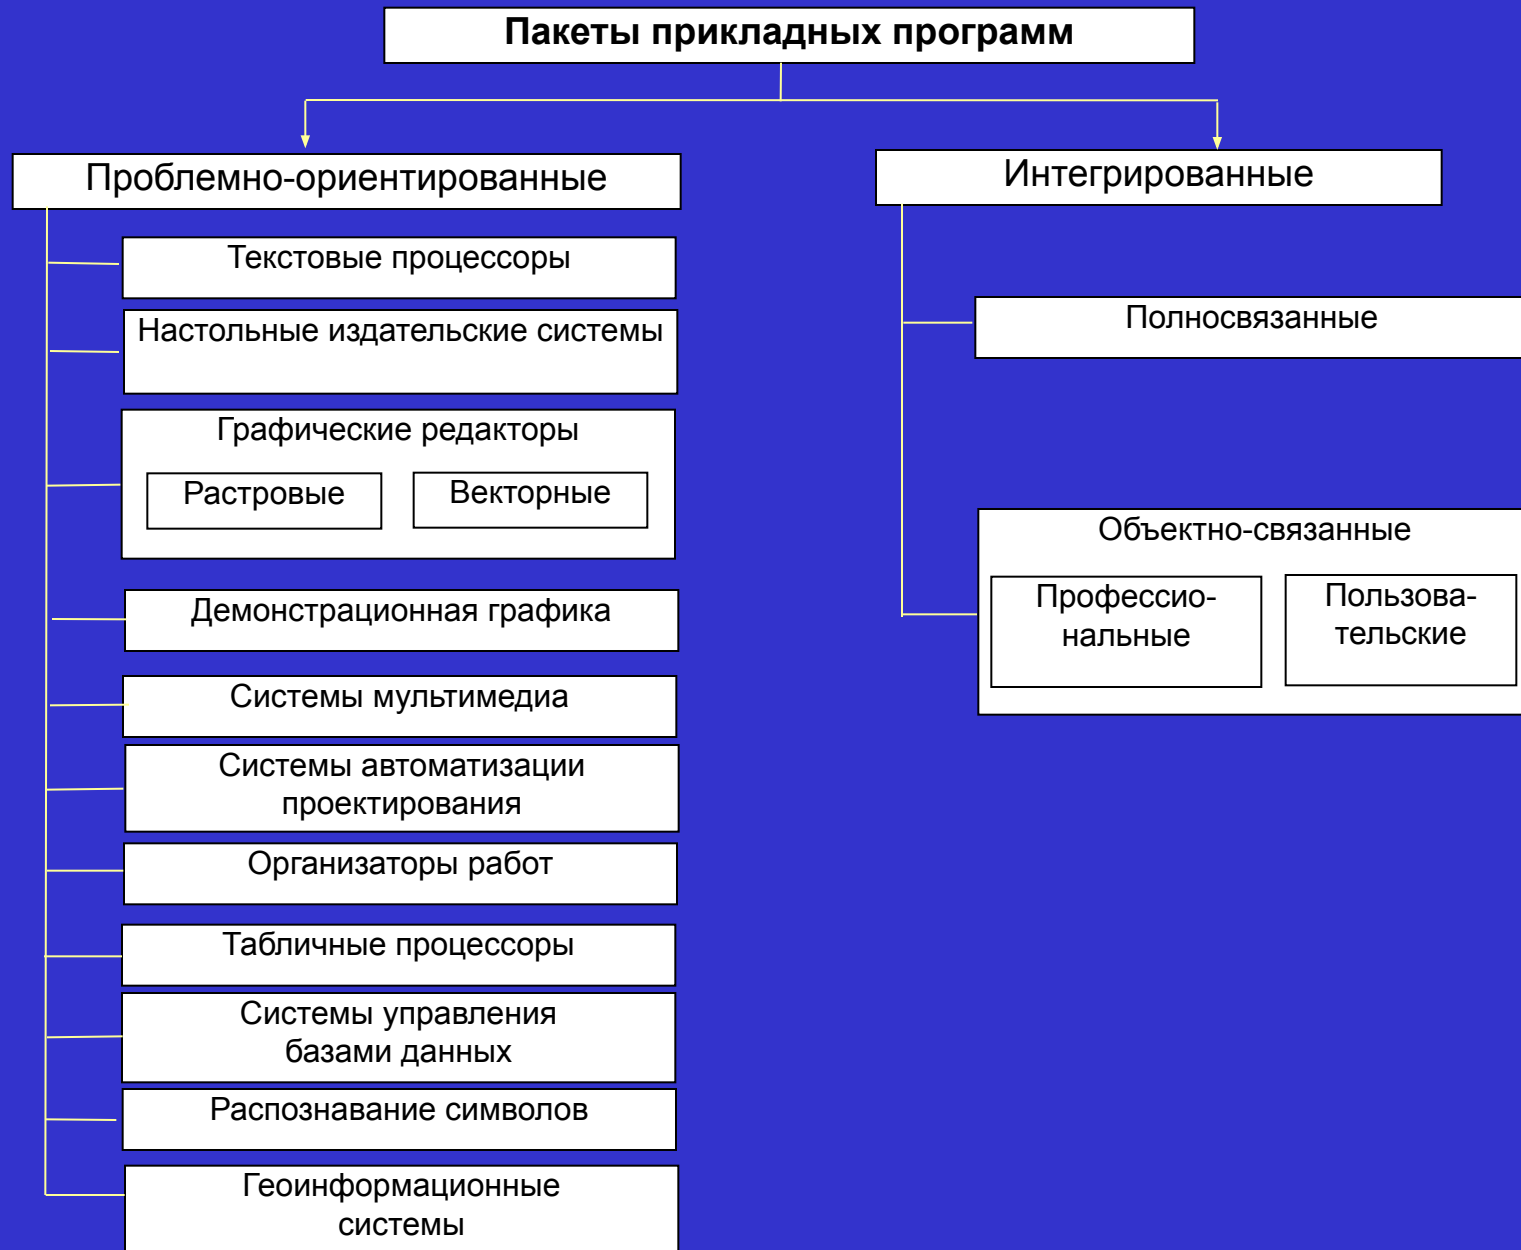 Пакеты прикладных программ
Проблемно-ориентированные
Текстовые процессоры
Настольные издательские системы
Графические редакторы
Растровые
Векторные
Демонстрационная графика
Системы мультимедиа
Системы автоматизации
проектирования
Организаторы работ
Табличные процессоры
Системы управления
базами данных
Распознавание символов
Геоинформационные
системы
Интегрированные
Полносвязанные
Объектно-связанные
Профессио-
нальные
Пользова-
тельские